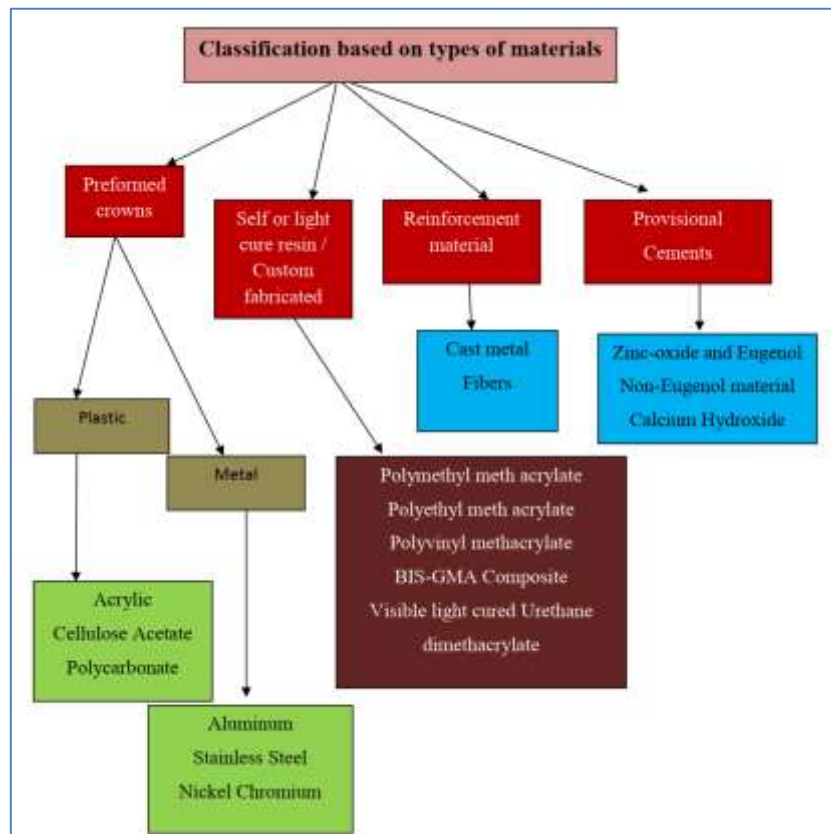 Classification based on types of materials
Preformed
crowns
Self or light
cure resin /
Custom
fabricated
Reinforcement
material
Provisional
Cements
Cast metal
Fibers
Zinc-oxide and Eugenol
Non-Eugenol material
Calcium Hydroxide
Plastic
Metal
Polymethyl meth acrylate
Polyethyl meth acrylate
Polyvinyl methacrylate
BIS-GMA Composite
Visible light cured Urethane
dimethacrylate
Acrylic
Cellulose Acetate
Polycarbonate
Aluminum
Stainless Steel
Nickel Chromium